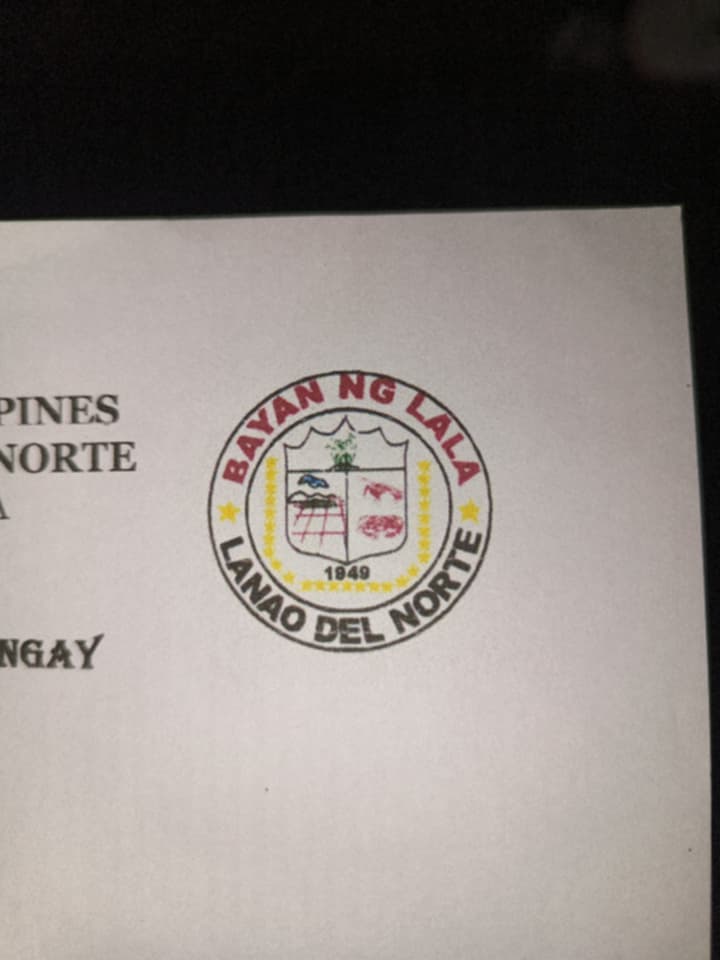 PINES
NORTE
A
NGAY
BAYAN NG LALA
1949
LANAO DEL NORTE